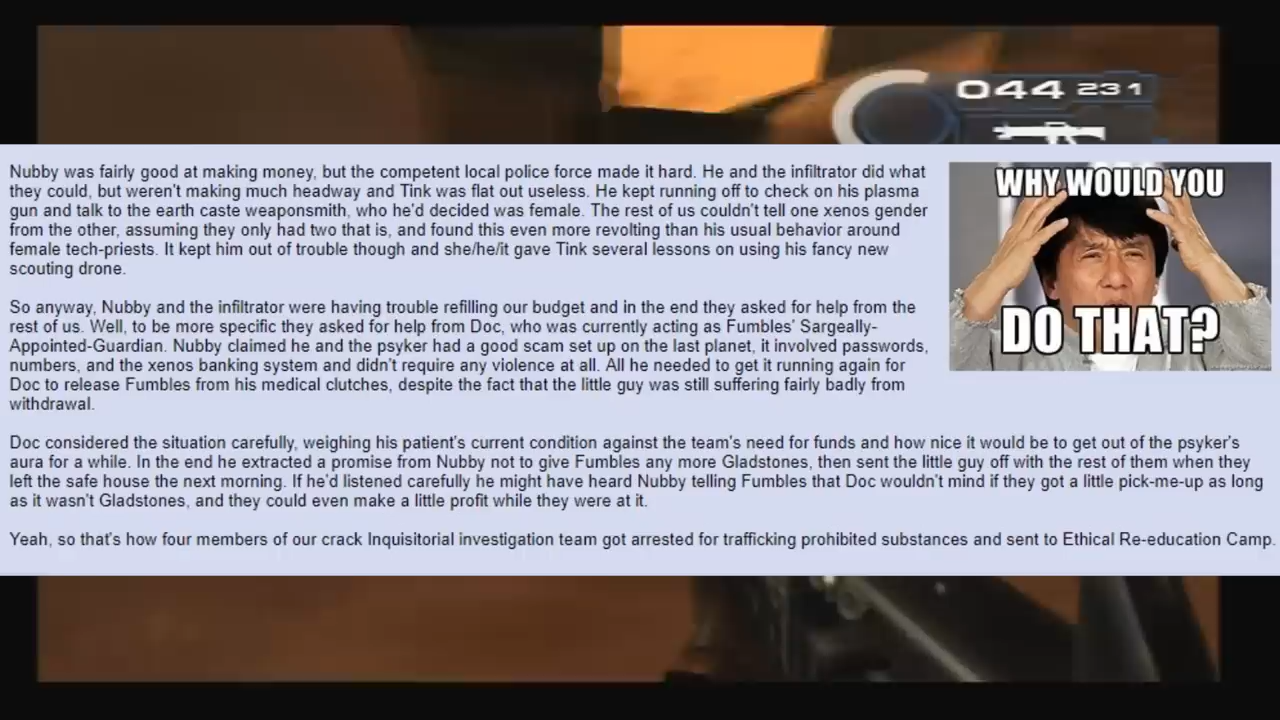 044 231
Nubby was fairly good at making money, but the competent local police force made it hard. He and the infiltrator did what
they could, but weren't making much headway and Tink was flat out useless. He kept running off to check on his plasma
gun and talk to the earth caste weaponsmith, who he'd decided was female. The rest of us couldn't tell one xenos gender
from the other, assuming they only had two that is, and found this even more revolting than his usual behavior around
female tech-priests. It kept him out of trouble though and she/he/it gave Tink several lessons on using his fancy new
scouting drone.
WHY WOULD YOU
DO THAT?
So anyway, Nubby and the infiltrator were having trouble refilling our budget and in the end they asked for help from the
rest of us. Well, to be more specific they asked for help from Doc, who was currently acting as Fumbles' Sargeally-
Appointed-Guardian. Nubby claimed he and the psyker had a good scam set up on the last planet, it involved passwords,
numbers, and the xenos banking system and didn't require any violence at all. All he needed to get it running again for
Doc to release Fumbles from his medical clutches, despite the fact that the little guy was still suffering fairly badly from
withdrawal.
Doc considered the situation carefully, weighing his patient's current condition against the team's need for funds and how nice it would be to get out of the psyker's
aura for a while. In the end he extracted a promise from Nubby not to give Fumbles any more Gladstones, then sent the little guy off with the rest of them when they
left the safe house the next morning. If he'd listened carefully he might have heard Nubby telling Fumbles that Doc wouldn't mind if they got a little pick-me-up as long
as it wasn't Gladstones, and they could even make a little profit while they were at it.
Yeah, so that's how four members of our crack Inquisitorial investigation team got arrested for trafficking prohibited substances and sent to Ethical Re-education Camp.